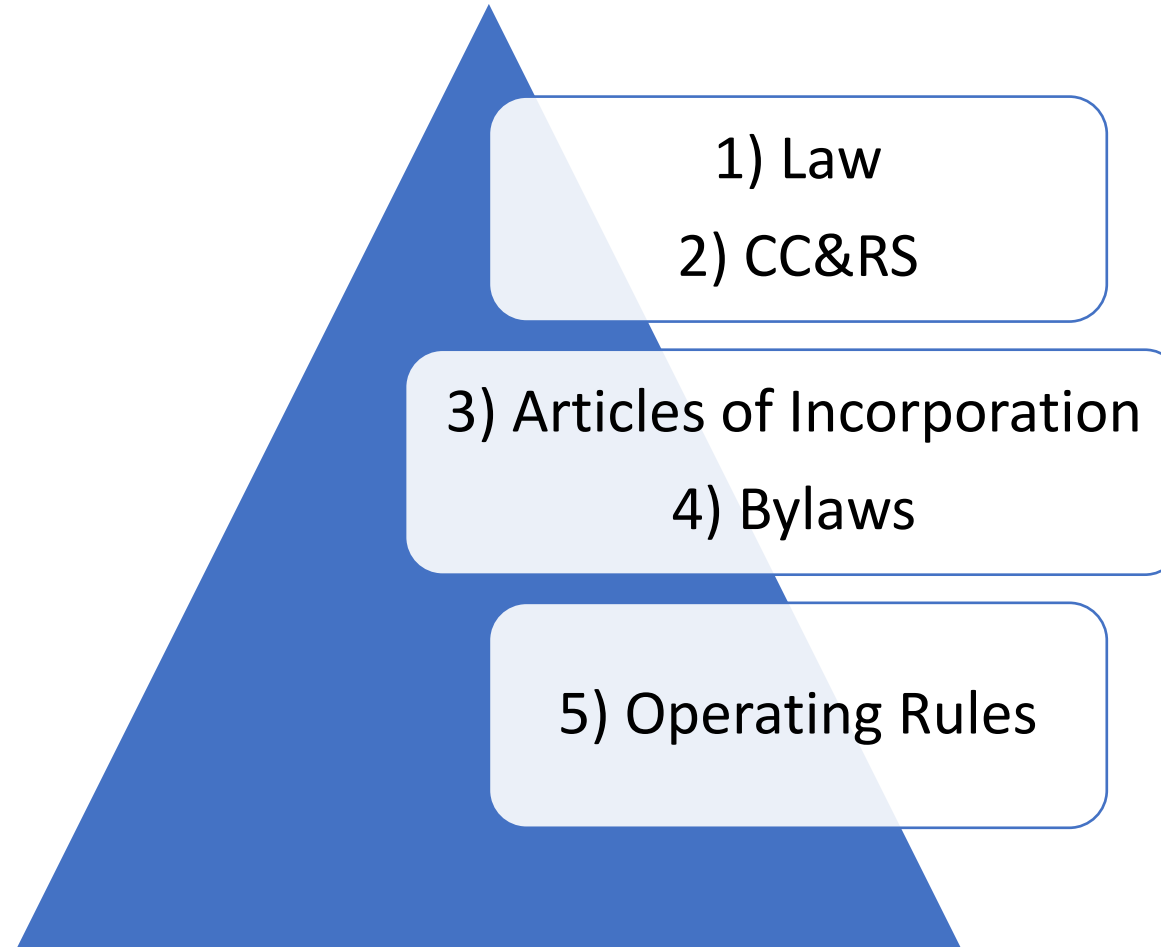 1) Law
2) CC&RS
3) Articles of Incorporation
4) Bylaws
5) Operating Rules